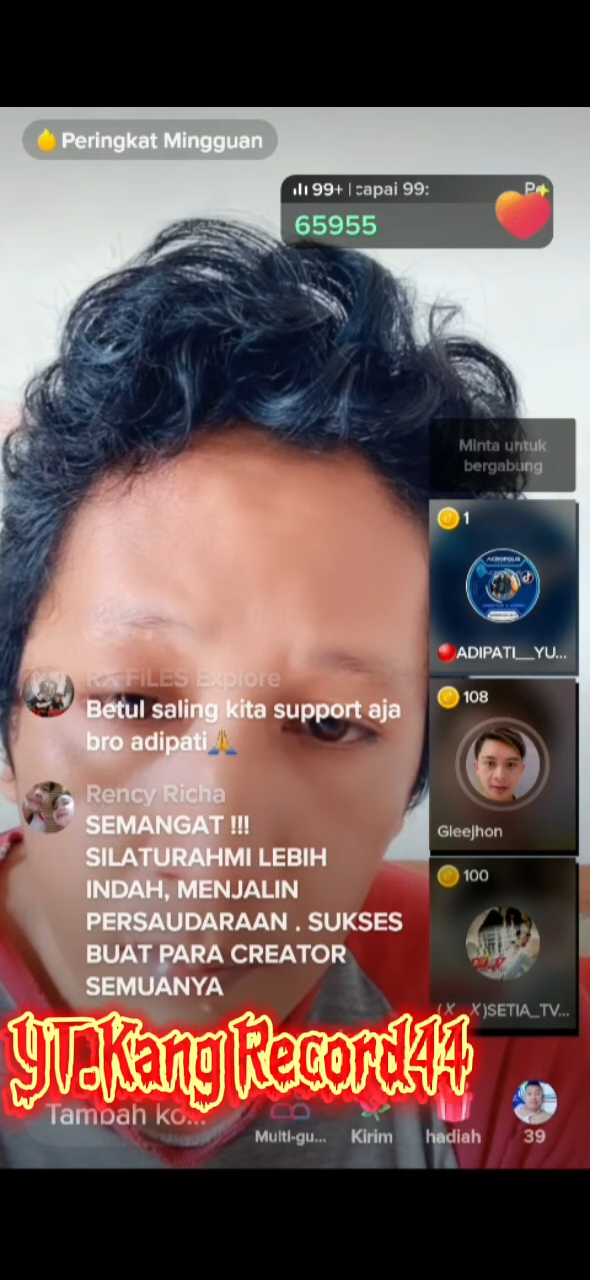 Peringkat Mingguan
99+ | capai 99:
65955
Minta untuk
bergabung
1
ADIPATI__YU...
108
Gleejhon
100
(X_X)SETIA_TV...
RX FiLES Explore
Betul saling kita support aja
bro adipati
Rency Richa
SEMANGAT !!!
SILATURAHMI LEBIH
INDAH, MENJALIN
PERSAUDARAAN . SUKSES
BUAT PARA CREATOR
SEMUANYA
YT.Kang Record44
Tambah ko...
Multi-gu...
Kirim
hadiah
39